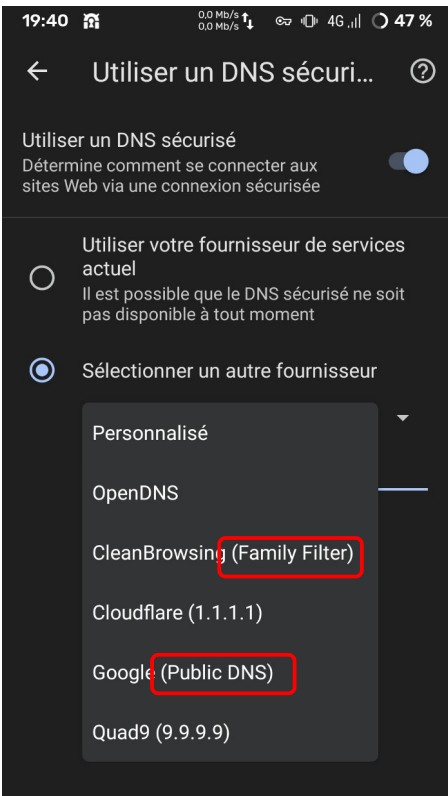 19:40 0,0 Mb/s 4G 47 %
0,0 Mb/s
Utiliser un DNS sécuri...
Utiliser un DNS sécurisé
Détermine comment se connecter aux
sites Web via une connexion sécurisée
Utiliser votre fournisseur de services
actuel
Il est possible que le DNS sécurisé ne soit
pas disponible à tout moment
Sélectionner un autre fournisseur
Personnalisé
OpenDNS
CleanBrowsing (Family Filter)
Cloudflare (1.1.1.1)
Google (Public DNS)
Quad9 (9.9.9.9)